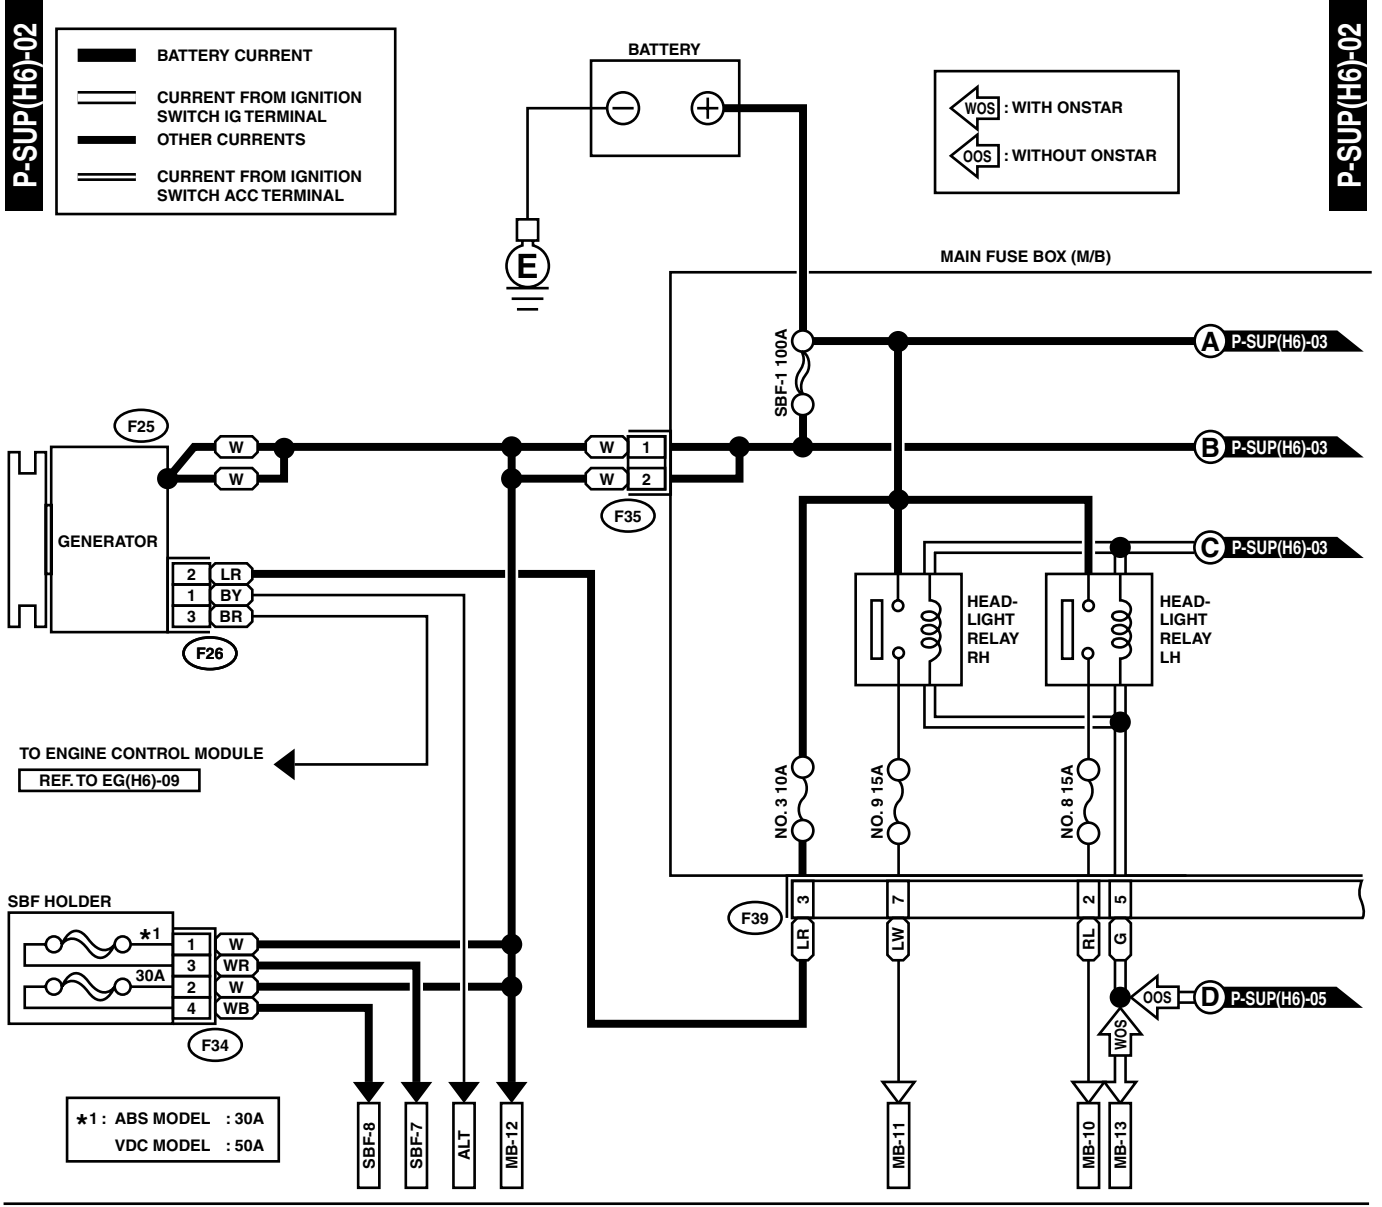 P-SUP(H6)-02
BATTERY CURRENT
CURRENT FROM IGNITION
SWITCH IG TERMINAL
OTHER CURRENTS
CURRENT FROM IGNITION
SWITCH ACC TERMINAL
BATTERY
WOS : WITH ONSTAR
OOS : WITHOUT ONSTAR
P-SUP(H6)-02
E
MAIN FUSE BOX (M/B)
SBF-1 100A
A P-SUP(H6)-03
F25
W
W
W 1
W 2
B P-SUP(H6)-03
F35
GENERATOR
2 LR
1 BY
3 BR
F26
C P-SUP(H6)-03
HEAD-
LIGHT
RELAY
RH
HEAD-
LIGHT
RELAY
LH
TO ENGINE CONTROL MODULE
REF. TO EG(H6)-09
NO. 3 10A
NO. 9 15A
NO. 8 15A
SBF HOLDER
*1
30A
1 W
3 WR
2 W
4 WB
F34
F39
3 7 2 5
LR LW RL G
OOS D P-SUP(H6)-05
WOS
*1 : ABS MODEL : 30A
VDC MODEL : 50A
SBF-8
SBF-7
ALT
MB-12
MB-11
MB-10
MB-13